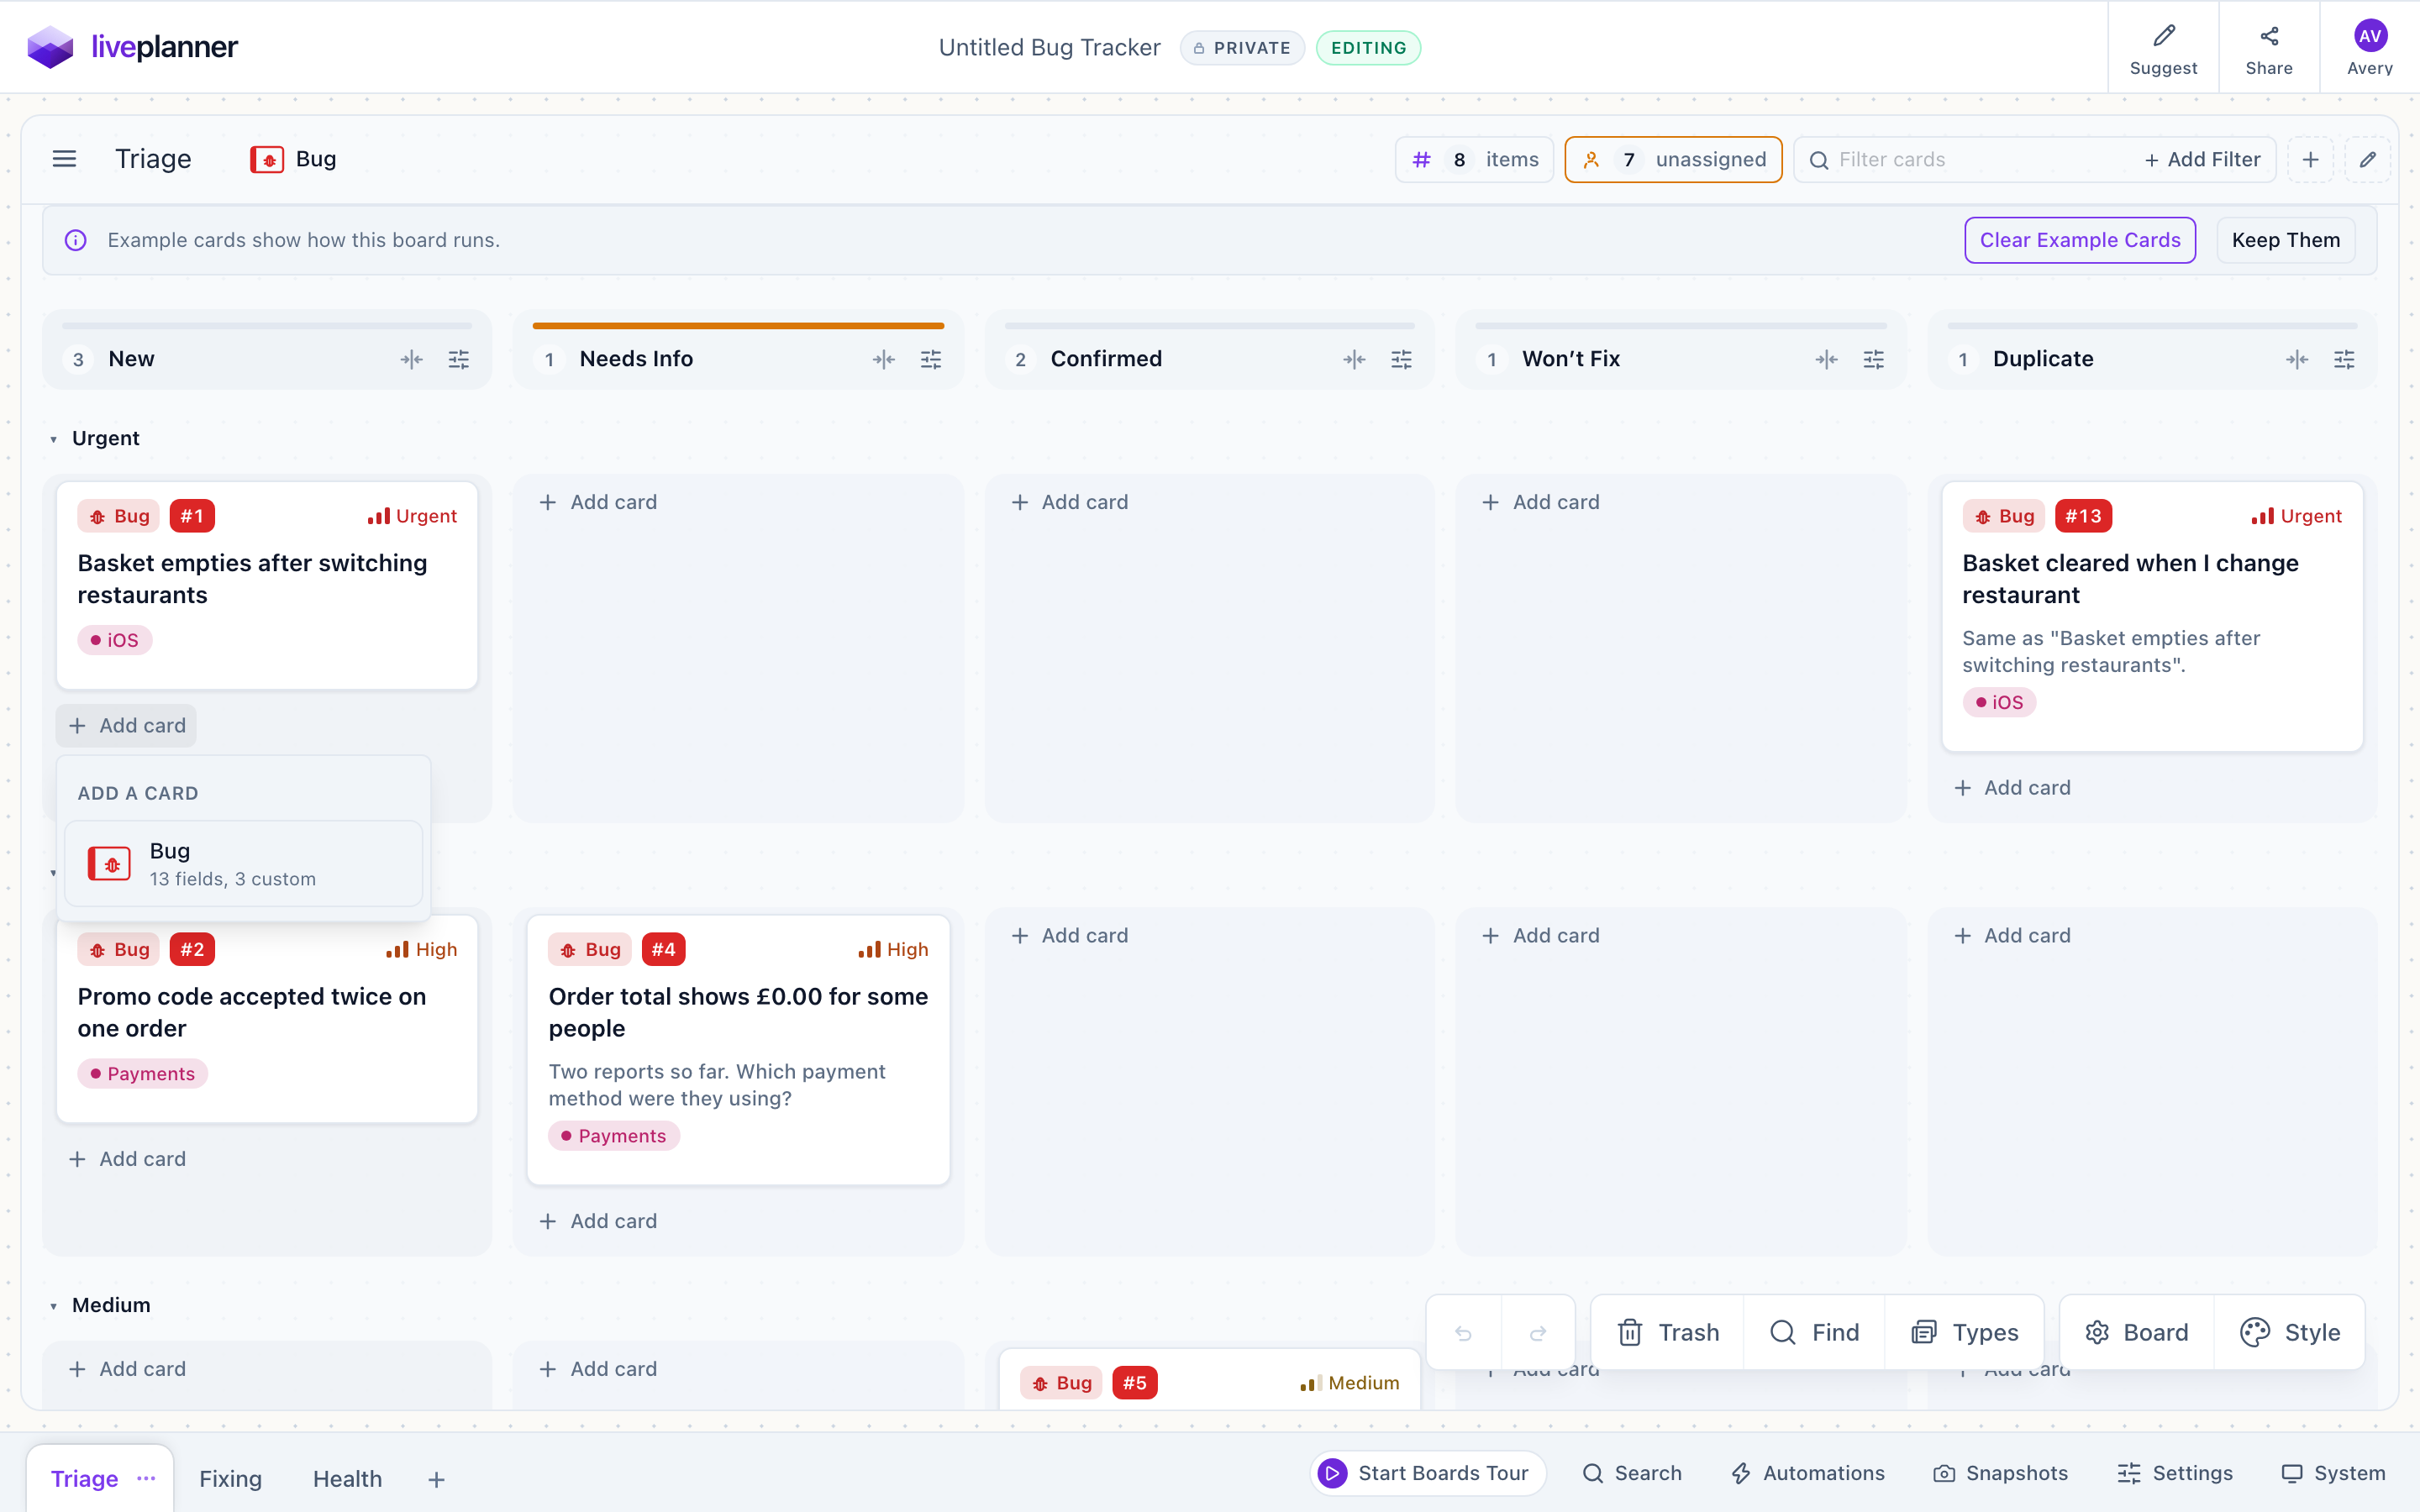 liveplanner
Untitled Bug Tracker
PRIVATE
EDITING
Suggest
Share
AV
Avery
Triage
Bug
8 items
7 unassigned
Filter cards
+ Add Filter
Example cards show how this board runs.
Clear Example Cards
Keep Them
3 New
1 Needs Info
2 Confirmed
1 Won’t Fix
1 Duplicate
Urgent
Bug #1 Urgent
Basket empties after switching
restaurants
iOS
+ Add card
+ Add card
+ Add card
+ Add card
Bug #13 Urgent
Basket cleared when I change
restaurant
Same as "Basket empties after
switching restaurants".
iOS
+ Add card
ADD A CARD
Bug
13 fields, 3 custom
Bug #2 High
Promo code accepted twice on
one order
Payments
+ Add card
Bug #4 High
Order total shows £0.00 for some
people
Two reports so far. Which payment
method were they using?
Payments
+ Add card
+ Add card
+ Add card
+ Add card
Medium
+ Add card
+ Add card
Bug #5 Medium
+ Add card
+ Add card
Trash
Find
Types
Board
Style
Triage
Fixing
Health
+
Start Boards Tour
Search
Automations
Snapshots
Settings
System